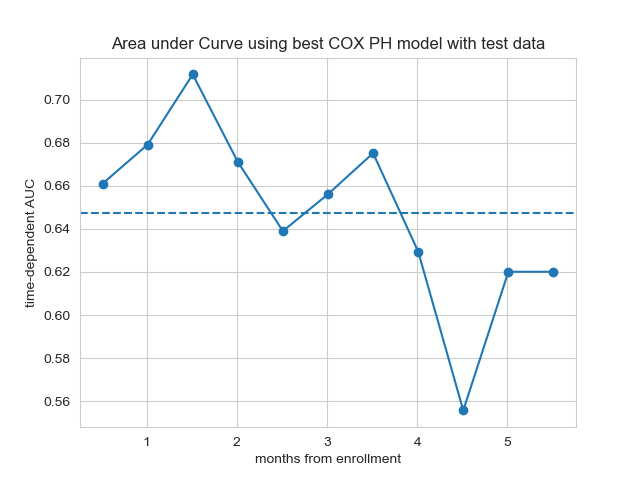 Area under Curve using best COX PH model with test data
0.70
0.68
0.66
0.64
0.62
0.60
0.58
0.56
time-dependent AUC
1 2 3 4 5
months from enrollment